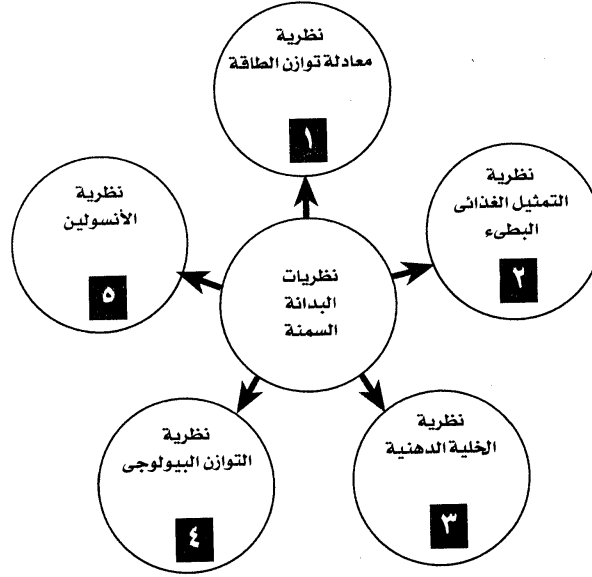 نظرية
معادلة توازن الطاقة
١
نظرية
التمثيل الغذائى
البطىء
٢
نظرية
الخلية الدهنية
٣
نظرية
التوازن البيولوجى
٤
نظرية
الأنسولين
٥
نظريات
البدانة
السمنة